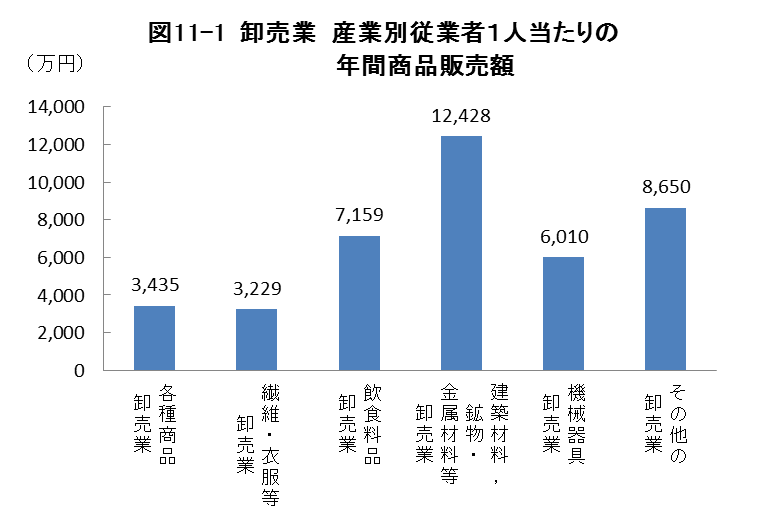 図11-1 卸売業 産業別従業者１人当たりの
年間商品販売額
（万円）
14,000
12,000
10,000
8,000
6,000
4,000
2,000
0
3,435
3,229
7,159
12,428
6,010
8,650
各種商品
卸売業
繊維・衣服等
卸売業
飲食料品
卸売業
建築材料，
鉱物・
金属材料等
卸売業
機械器具
卸売業
その他の
卸売業